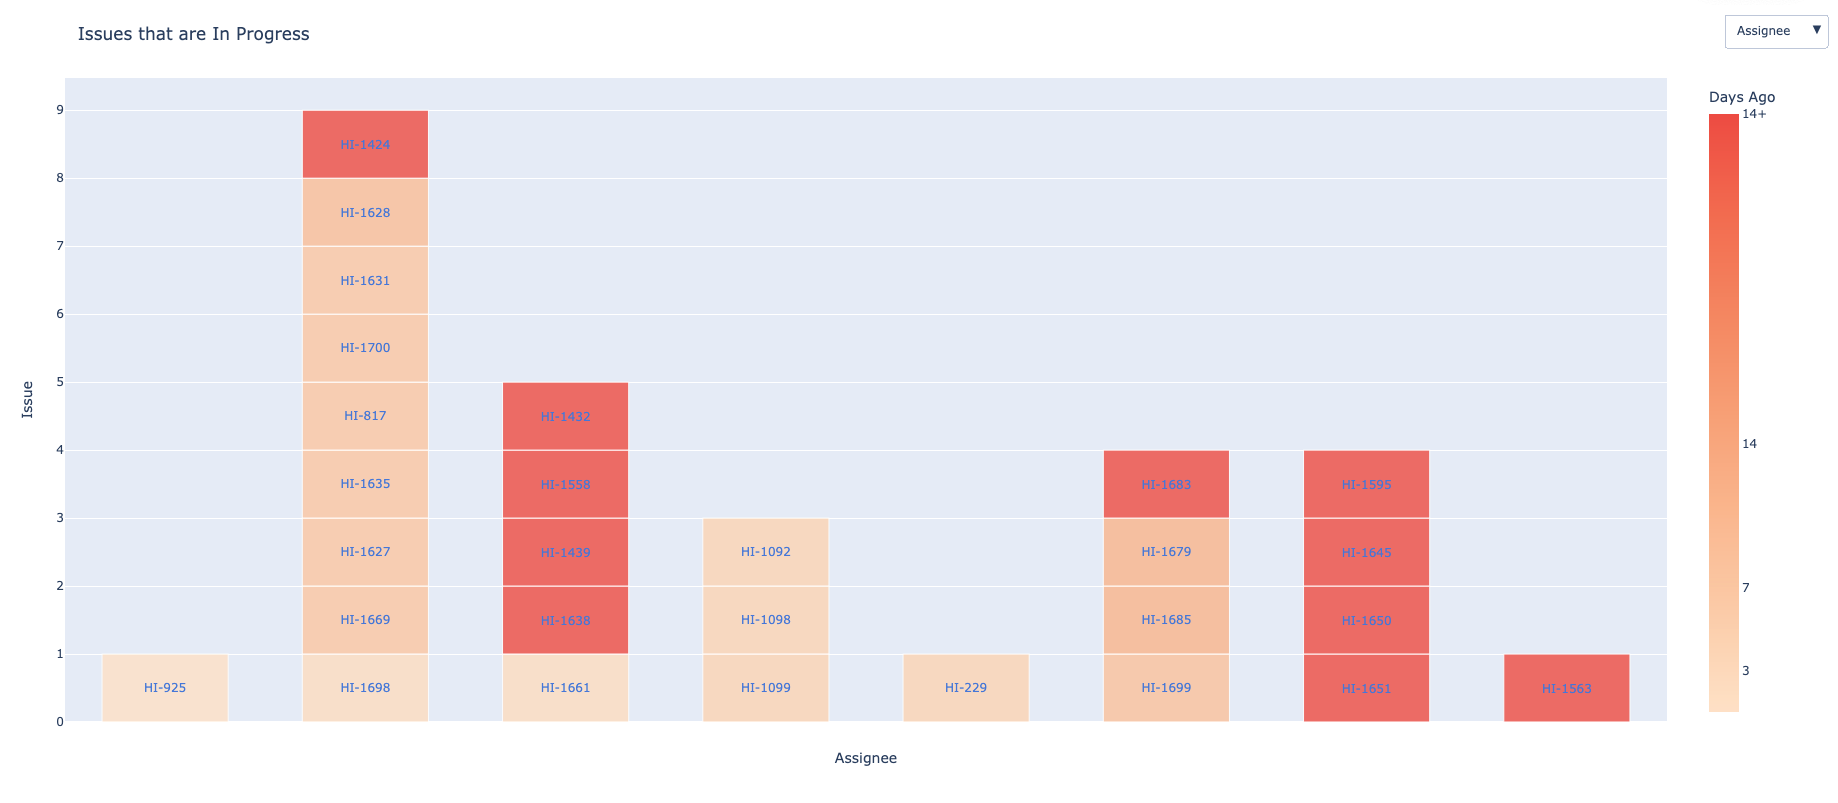 Issues that are In Progress
Assignee ▼
Days Ago
14+
14
7
3
Issue
9
8
7
6
5
4
3
2
1
0
HI-925
HI-1424
HI-1628
HI-1631
HI-1700
HI-817
HI-1635
HI-1627
HI-1669
HI-1698
HI-1432
HI-1558
HI-1439
HI-1638
HI-1661
HI-1092
HI-1098
HI-1099
HI-229
HI-1683
HI-1679
HI-1685
HI-1699
HI-1595
HI-1645
HI-1650
HI-1651
HI-1563
Assignee